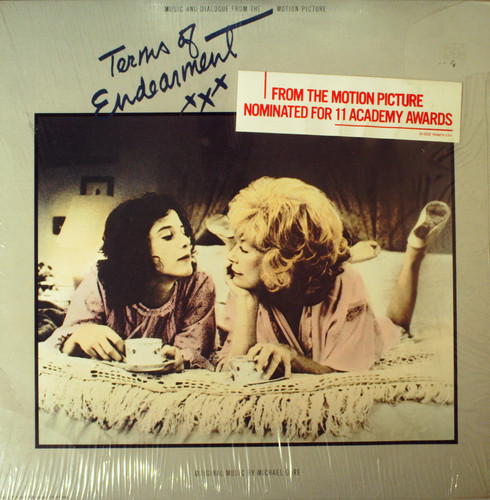 MUSIC AND DIALOGUE FROM THE MOTION PICTURE
Terms of
Endearment
xxx
FROM THE MOTION PICTURE
NOMINATED FOR 11 ACADEMY AWARDS
ORIGINAL MUSIC BY MICHAEL GORE